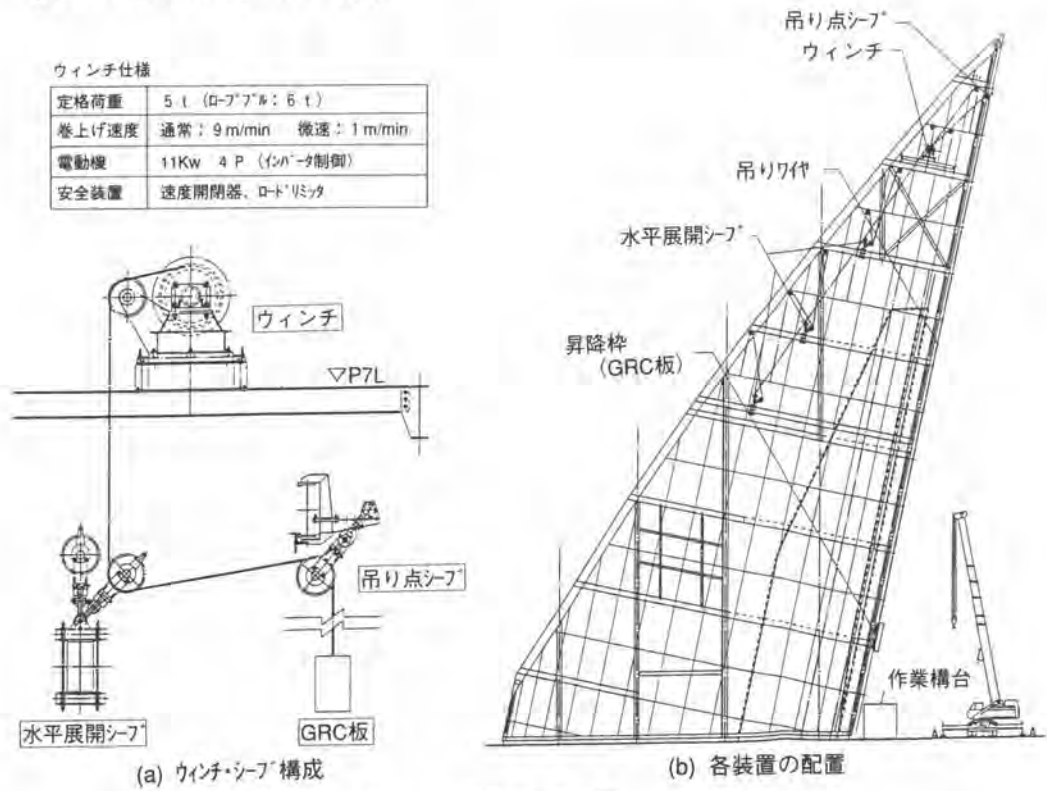 ウィンチ仕様
定格荷重 5 t (ローププル: 6 t)
巻上げ速度 通常: 9 m/min 微速: 1 m/min
電動機 11Kw 4 P (インバータ制御)
安全装置 速度開閉器、ロードリミッタ
ウィンチ
▽P7L
吊り点シーブ
水平展開シーブ
GRC板
(a) ウィンチ・シーブ構成
吊り点シーブ
ウィンチ
吊りワイヤ
水平展開シーブ
昇降枠
(GRC板)
作業構台
(b) 各装置の配置